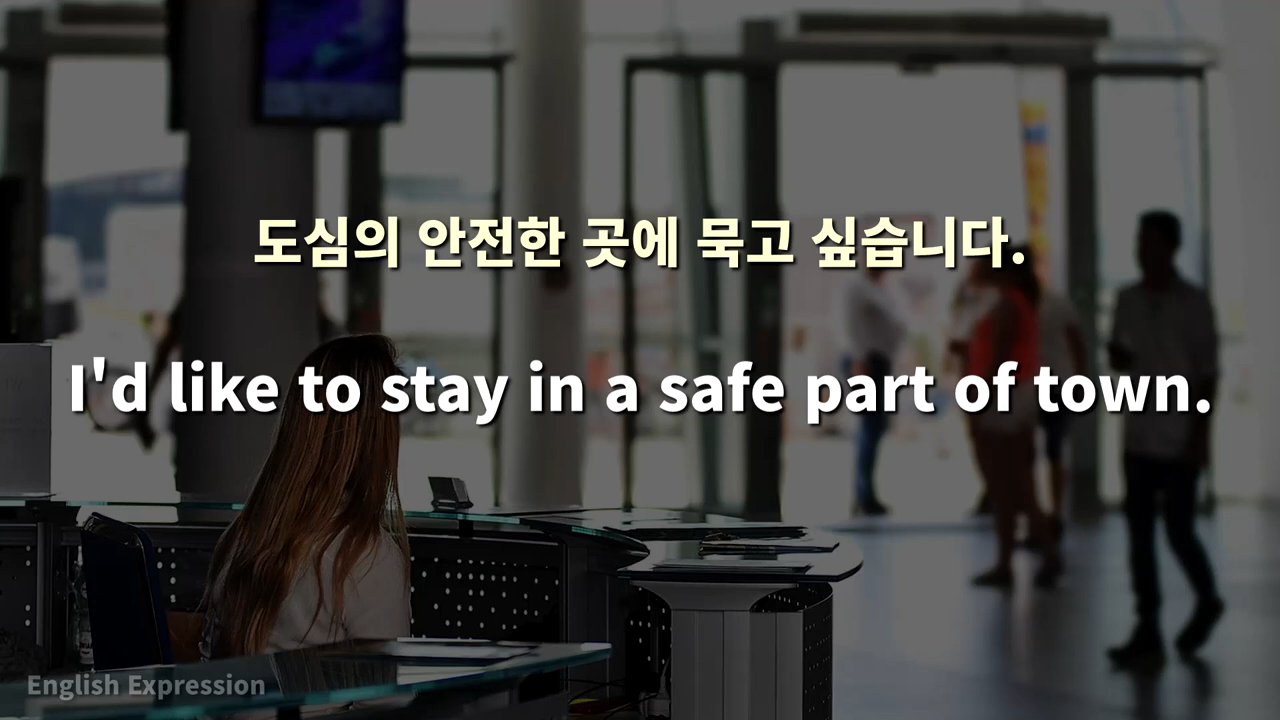 도심의 안전한 곳에 묵고 싶습니다.
I'd like to stay in a safe part of town.
English Expression